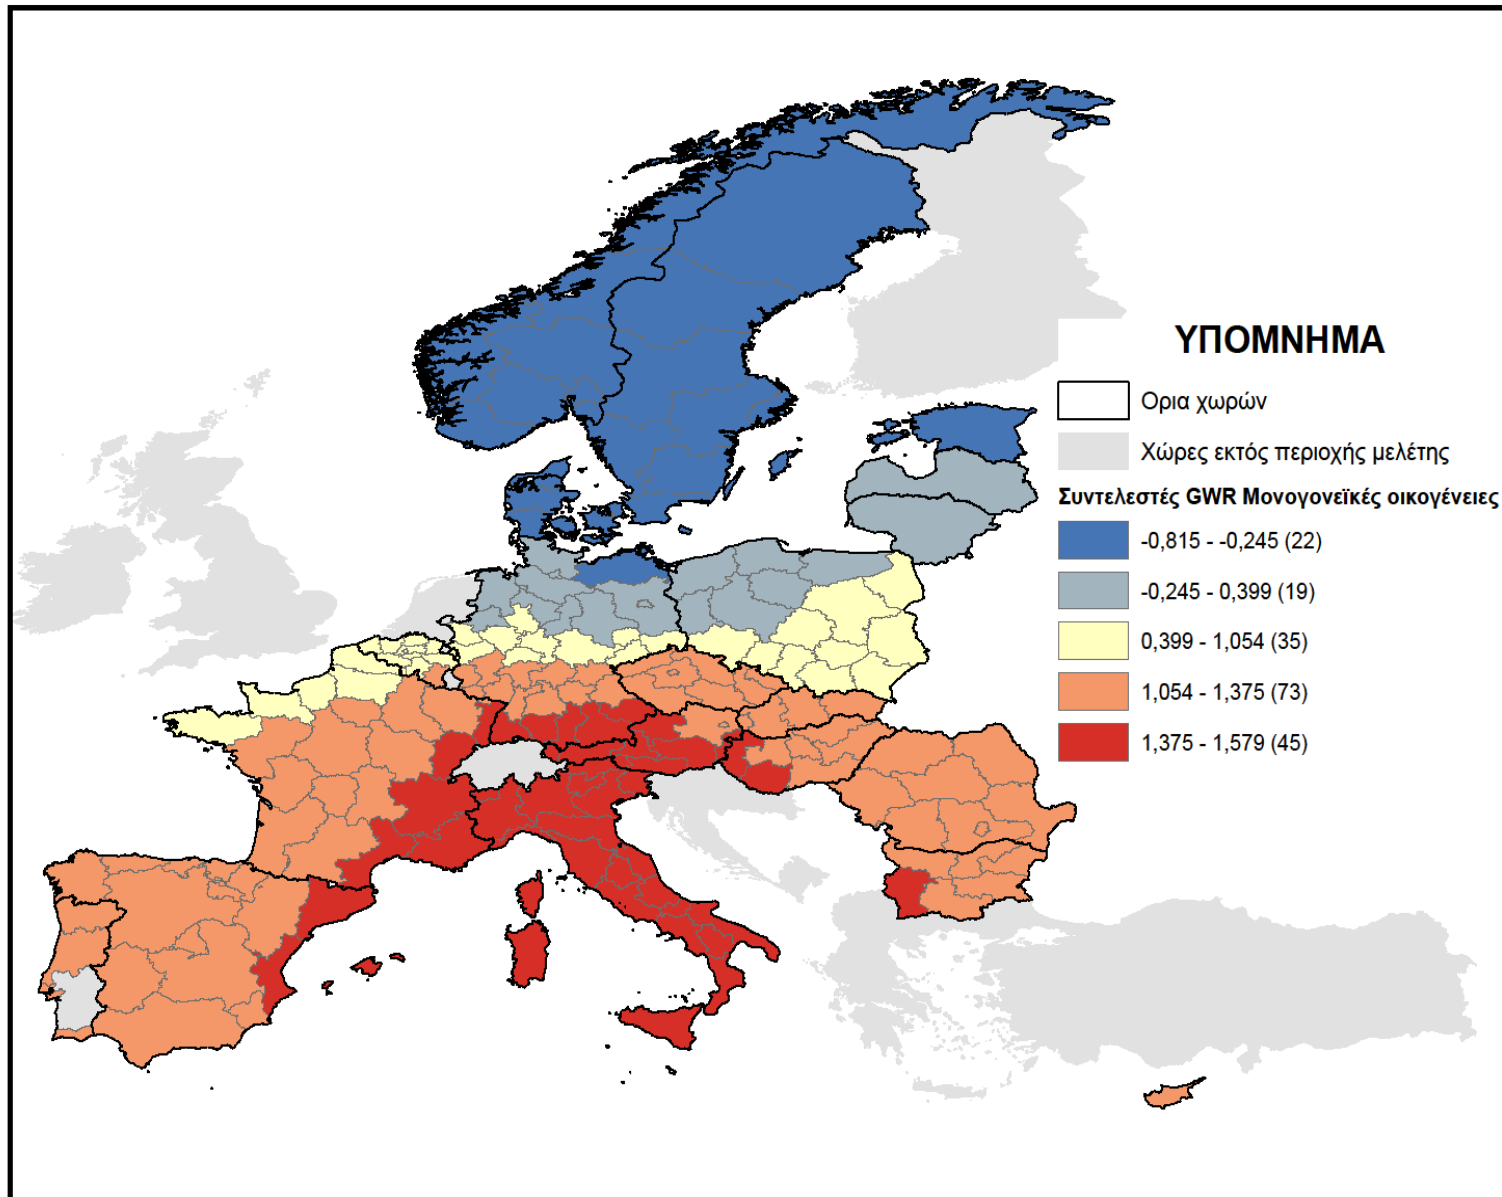 ΥΠΟΜΝΗΜΑ
Ορια χωρών
Χώρες εκτός περιοχής μελέτης
Συντελεστές GWR Μονογονεϊκές οικογένειες
-0,815 - -0,245 (22)
-0,245 - 0,399 (19)
0,399 - 1,054 (35)
1,054 - 1,375 (73)
1,375 - 1,579 (45)